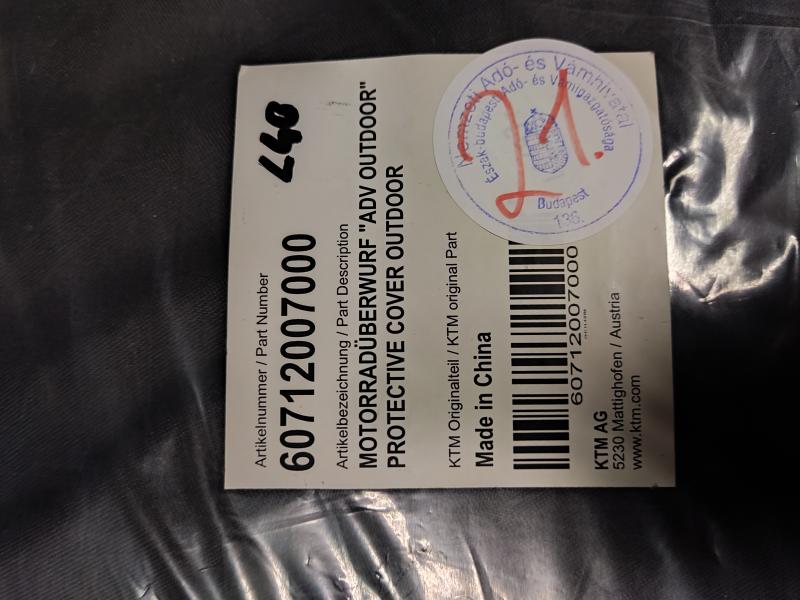 L40
Artikelnummer / Part Number
60712007000
Artikelbezeichnung / Part Description
MOTORRADÜBERWURF "ADV OUTDOOR"
PROTECTIVE COVER OUTDOOR
KTM Originalteil / KTM original Part
Made in China
60712007000
KTM AG
5230 Mattighofen / Austria
www.ktm.com
Nemzeti Adó- és Vámhivatal
Észak-budapesti Adó- és Vámigazgatósága
Budapest
136.
21.